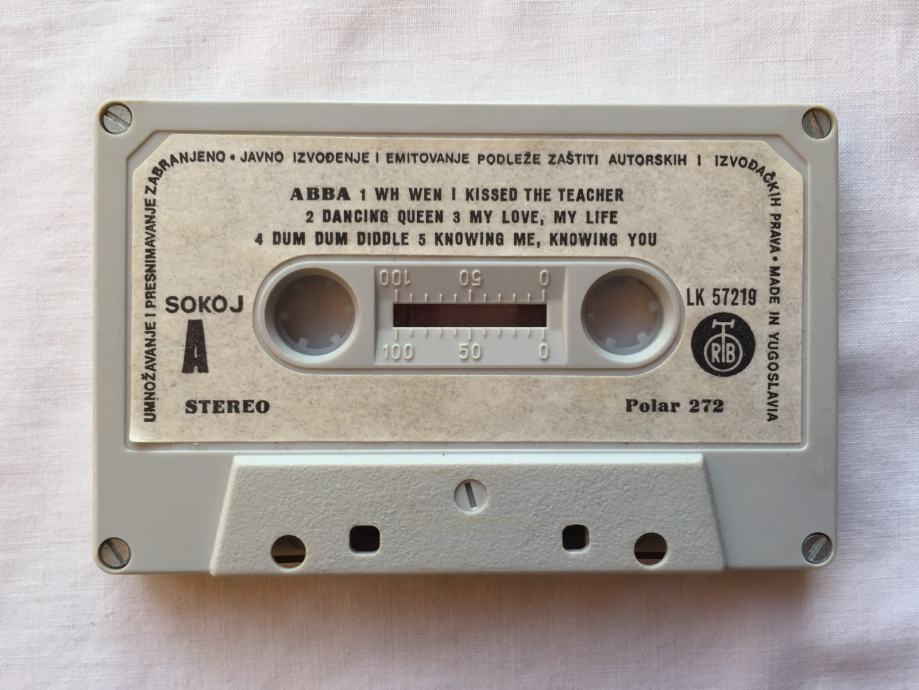 UMNOŽAVANJE I PRESNIMAVANJE ZABRANJENO • JAVNO IZVOĐENJE I EMITOVANJE PODLEŽE ZAŠTITI AUTORSKIH I IZVOĐAČKIH PRAVA • MADE IN YUGOSLAVIA
ABBA 1 WH WEN I KISSED THE TEACHER
2 DANCING QUEEN 3 MY LOVE, MY LIFE
4 DUM DUM DIDDLE 5 KNOWING ME, KNOWING YOU
100 50 0
SOKOJ
LK 57219
A
RTB
100 50 0
STEREO
Polar 272